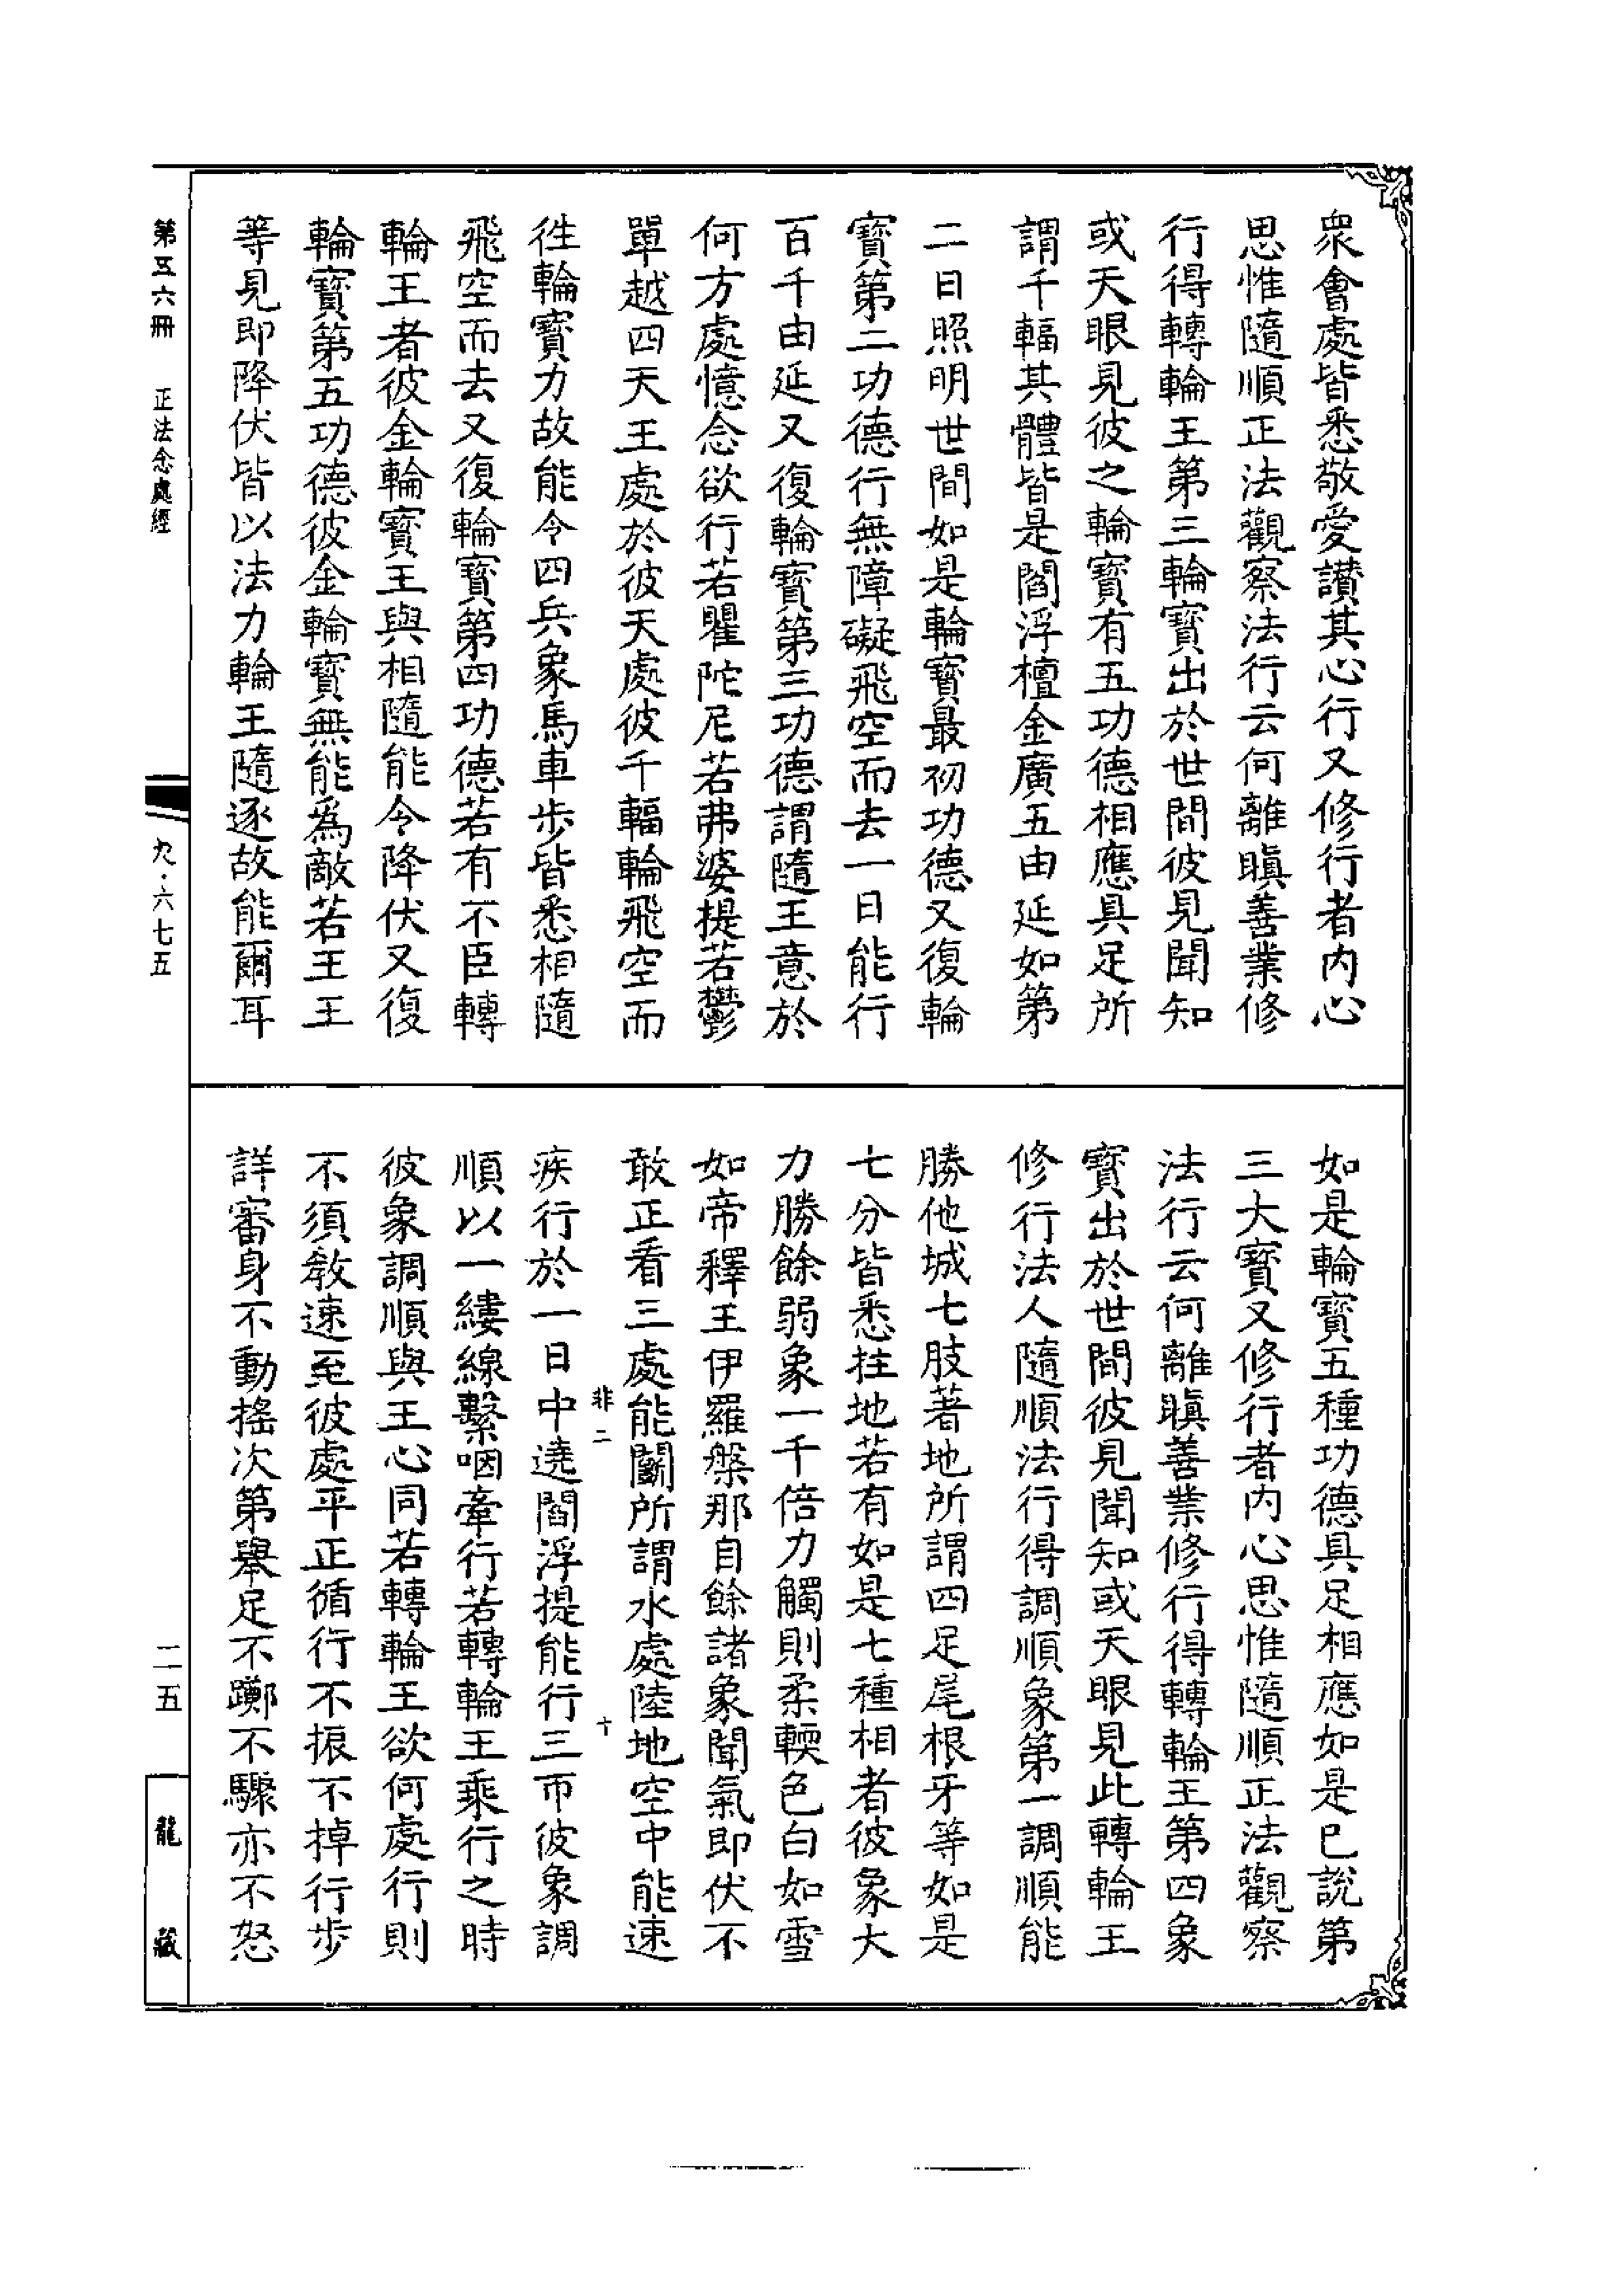 衆會處皆悉敬愛讚其心行又修行者内心
思惟隨順正法觀察法行云何離瞋善業修
行得轉輪王第三輪寶出於世間彼見聞知
或天眼見彼之輪寶有五功德相應具足所
謂千輻其體皆是閻浮檀金廣五由延如第
二日照明世間如是輪寶最初功德又復輪
寶第二功德行無障礙飛空而去一日能行
百千由延又復輪寶第三功德謂隨王意於
何方處憶念欲行若瞿陀尼若弗婆提若鬱
單越四天王處於彼天處彼千輻輪飛空而
徃輪寶力故能令四兵象馬車步皆悉相隨
飛空而去又復輪寶第四功德若有不臣轉
輪王者彼金輪寶王與相隨能令降伏又復
輪寶第五功德彼金輪寶無能爲敵若王王
等見即降伏皆以法力輪王隨逐故能爾耳
如是輪寶五種功德具足相應如是已說第
三大寶又修行者内心思惟隨順正法觀察
法行云何離瞋善業修行得轉輪王第四象
寶出於世間彼見聞知或天眼見此轉輪王
修行法人隨順法行得調順象第一調順能
勝他城七肢著地所謂四足尾根牙等如是
七分皆悉拄地若有如是七種相者彼象大
力勝餘弱象一千倍力觸則柔輭色白如雪
如帝釋王伊羅槃那自餘諸象聞氣即伏不
敢正看三處能鬭所謂水處陸地空中能速
非二 十
疾行於一日中遶閻浮提能行三帀彼象調
順以一縷線繫咽牽行若轉輪王乘行之時
彼象調順與王心同若轉輪王欲何處行則
不須教速至彼處平正循行不振不掉行步
詳審身不動搖次第舉足不躑不驟亦不怒
第五六冊 正法念處經
九·六七五
二五
龍藏